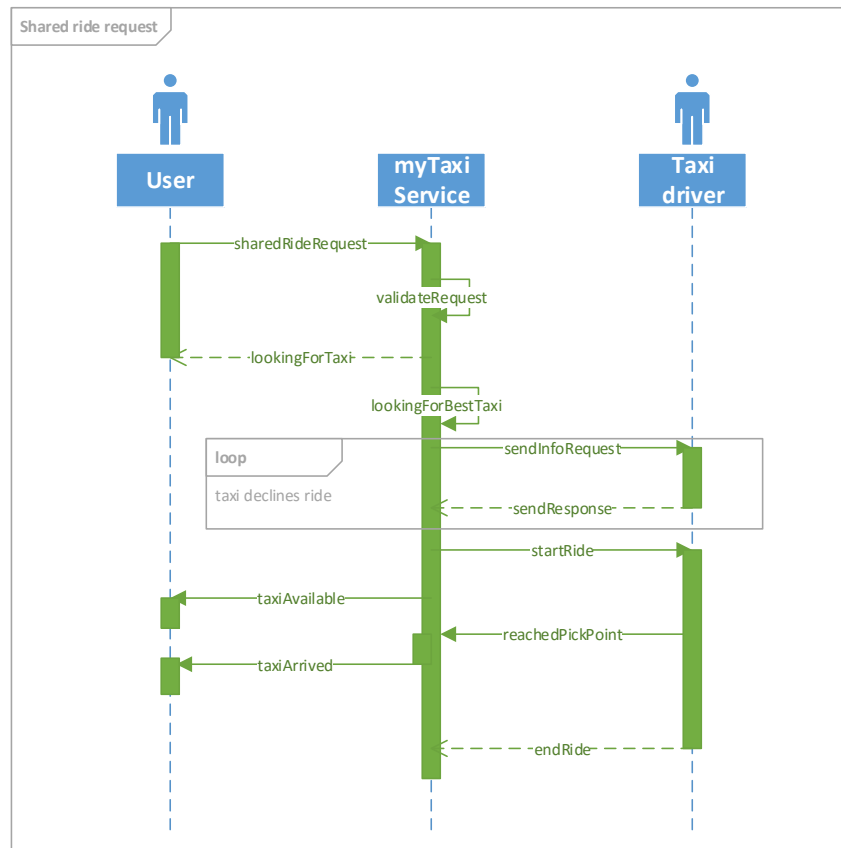 Shared ride request
User
myTaxi
Service
Taxi
driver
sharedRideRequest
validateRequest
lookingForTaxi
lookingForBestTaxi
loop
sendInfoRequest
taxi declines ride
sendResponse
startRide
taxiAvailable
reachedPickPoint
taxiArrived
endRide